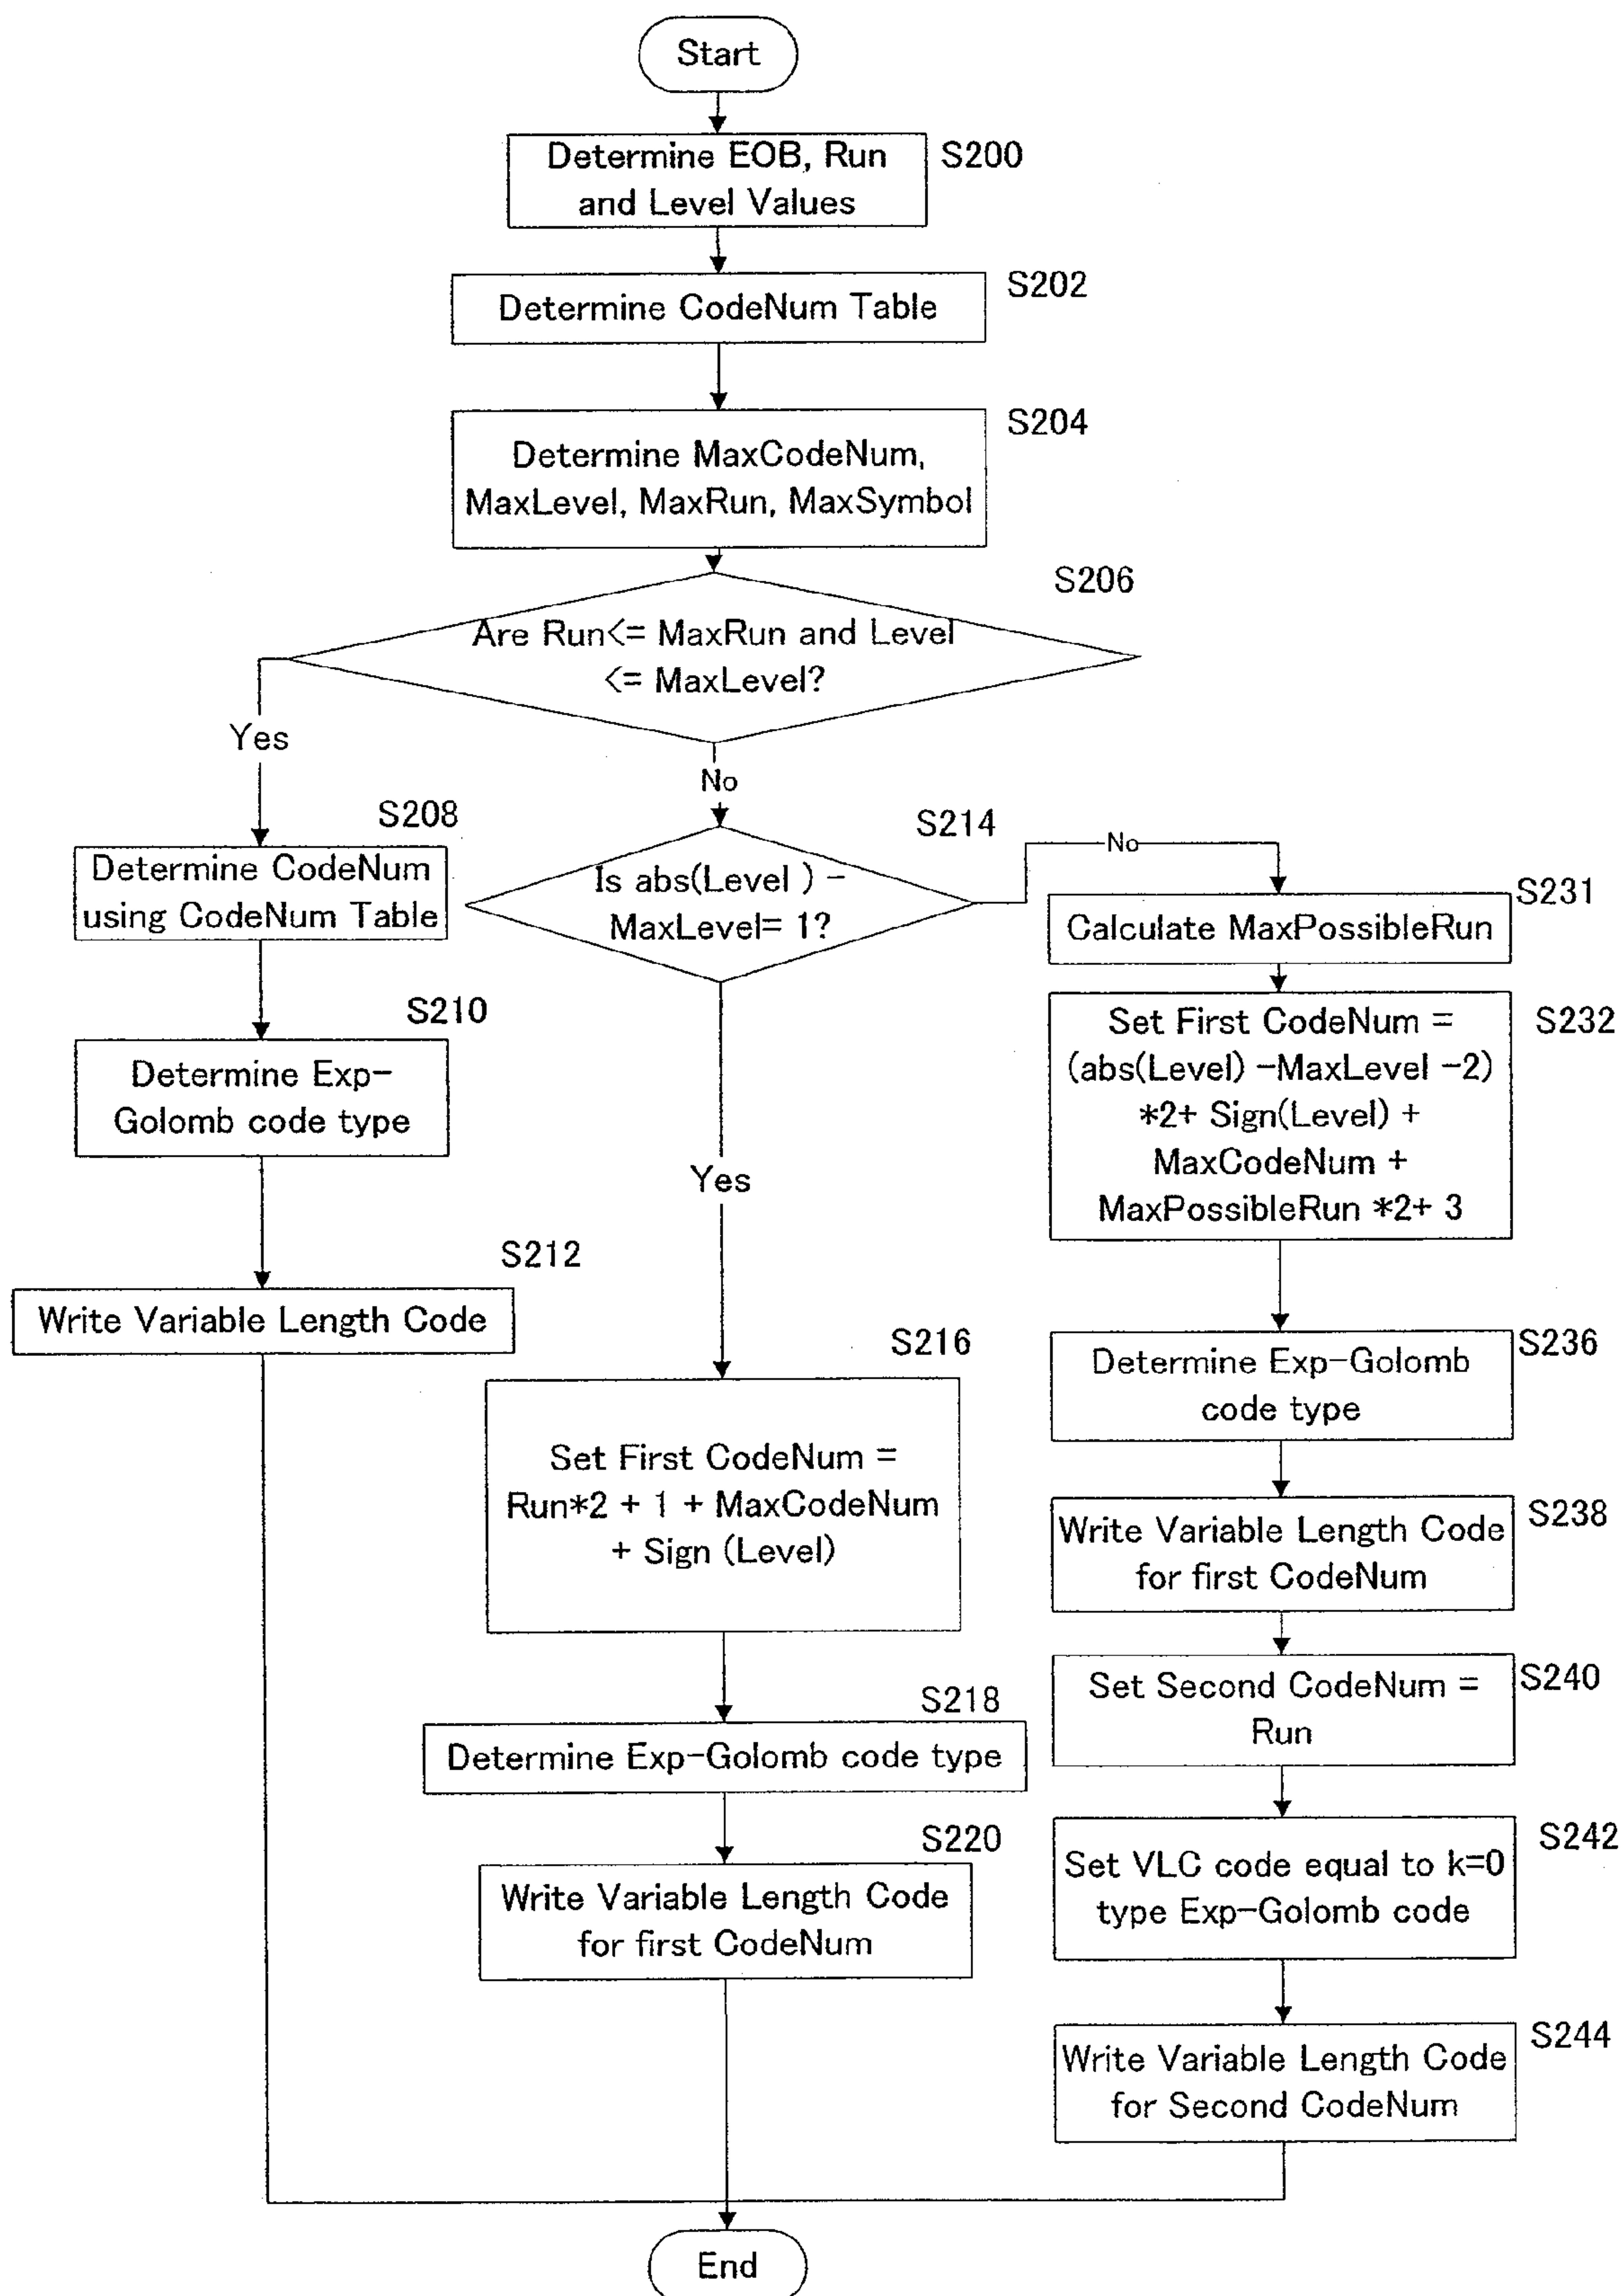 Start
Determine EOB, Run
and Level Values
S200
Determine CodeNum Table
S202
Determine MaxCodeNum,
MaxLevel, MaxRun, MaxSymbol
S204
Are Run<= MaxRun and Level
<= MaxLevel?
S206
Yes
No
S208
Determine CodeNum
using CodeNum Table
S210
Determine Exp-
Golomb code type
S212
Write Variable Length Code
S214
Is abs(Level ) -
MaxLevel= 1?
No
Yes
S216
Set First CodeNum =
Run*2 + 1 + MaxCodeNum
+ Sign (Level)
S218
Determine Exp-Golomb code type
S220
Write Variable Length Code
for first CodeNum
S231
Calculate MaxPossibleRun
S232
Set First CodeNum =
(abs(Level) -MaxLevel -2)
*2+ Sign(Level) +
MaxCodeNum +
MaxPossibleRun *2+ 3
S236
Determine Exp-Golomb
code type
S238
Write Variable Length Code
for first CodeNum
S240
Set Second CodeNum =
Run
S242
Set VLC code equal to k=0
type Exp-Golomb code
S244
Write Variable Length Code
for Second CodeNum
End